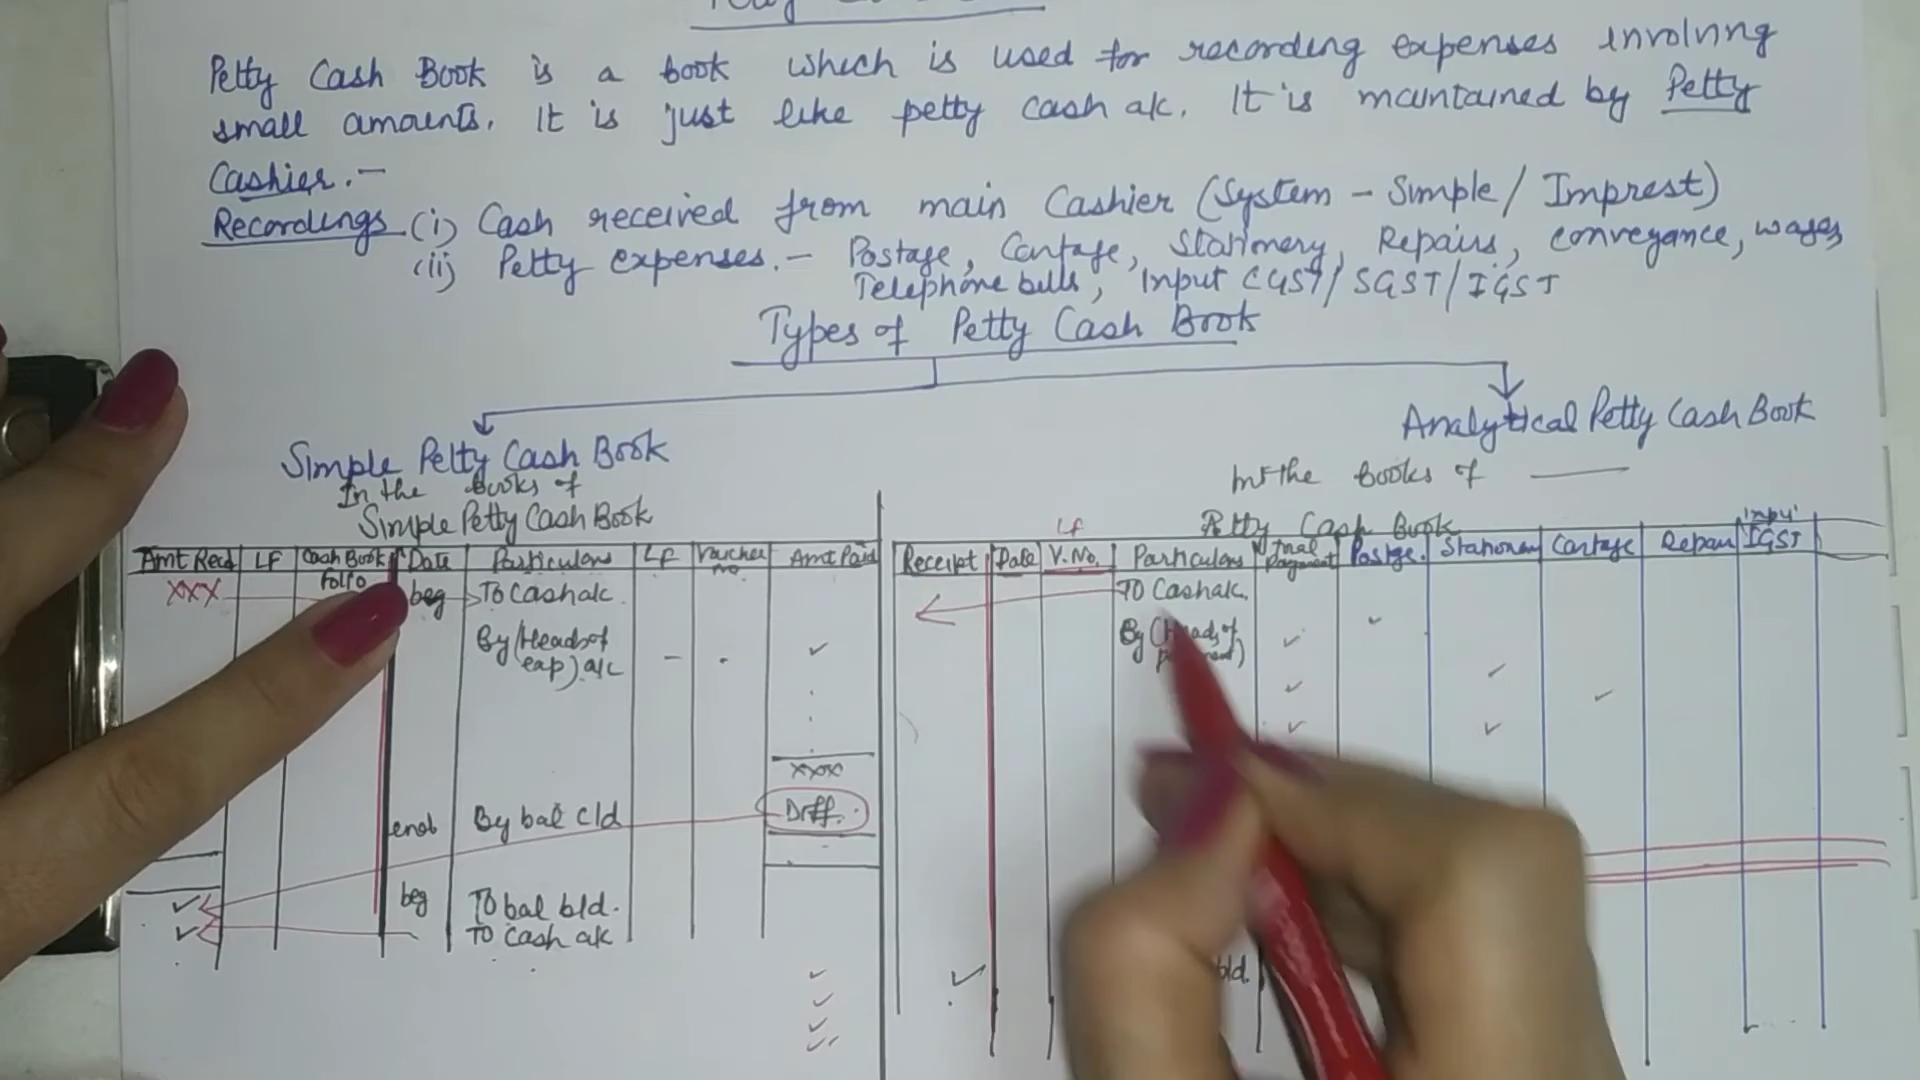 Petty Cash Book is a book which is used for recording expenses involving
small amounts. It is just like petty cash a/c. It is maintained by Petty
Cashier.-
Recordings (i) Cash received from main Cashier (System - Simple/ Imprest)
(ii) Petty expenses.- Postage, Cartage, Stationery, Repairs, conveyance, wages,
Telephone bills, Input CGST/ SGST/ IGST
Types of Petty Cash Book
Simple Petty Cash Book
In the books of
Simple Petty Cash Book
Amt Recd LF Cash Book Folio Date Particulars LF Voucher no Amt Paid
XXX beg To Cash a/c
By (Heads of
exp) a/c - .
xxx
end By bal c/d Diff.
beg To bal b/d.
To Cash a/c
Analytical Petty Cash Book
In the books of
Petty Cash Book
LF
Receipt Date V.No. Particulars Total Payment Postge. Stationery Cartage Repair Input IGST
To Cash a/c.
By (Heads of
b/d.